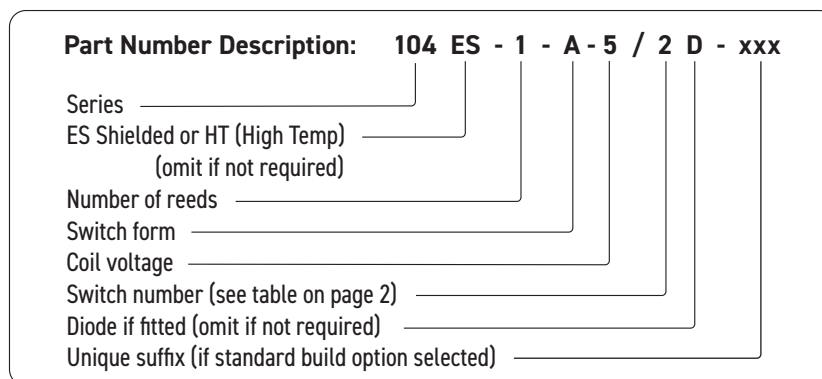 Part Number Description: 104 ES - 1 - A - 5 / 2 D - xxx
Series
ES Shielded or HT (High Temp)
(omit if not required)
Number of reeds
Switch form
Coil voltage
Switch number (see table on page 2)
Diode if fitted (omit if not required)
Unique suffix (if standard build option selected)